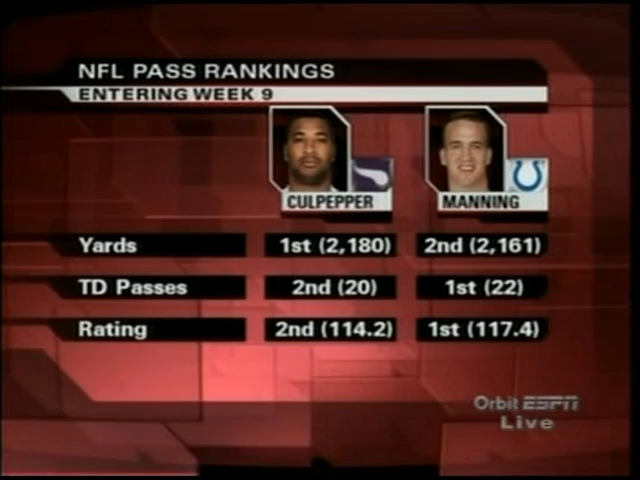 NFL PASS RANKINGS
ENTERING WEEK 9
CULPEPPER MANNING
Yards 1st (2,180) 2nd (2,161)
TD Passes 2nd (20) 1st (22)
Rating 2nd (114.2) 1st (117.4)
Orbit ESPN
Live